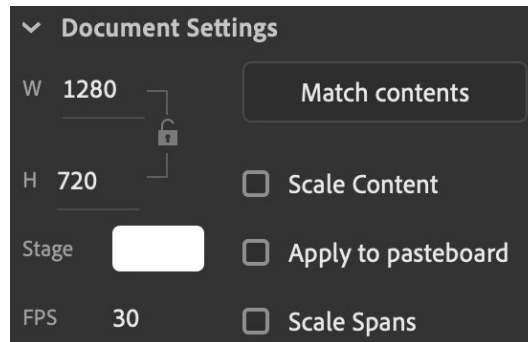 Document Settings
W 1280
Match contents
H 720
Scale Content
Stage
Apply to pasteboard
FPS 30
Scale Spans